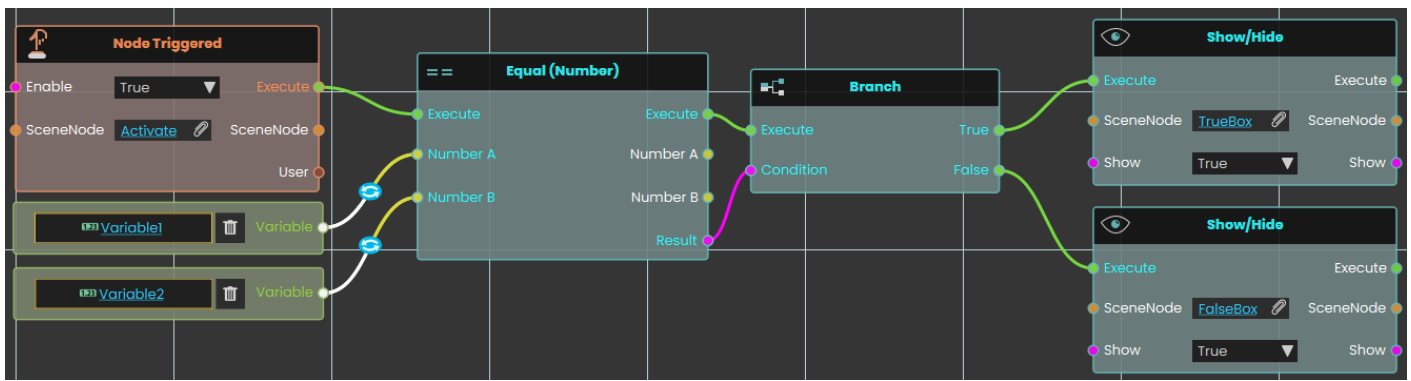 Node Triggered
Enable True Execute
SceneNode Activate SceneNode
User
123 Variable1 Variable
123 Variable2 Variable
== Equal (Number)
Execute Execute
Number A Number A
Number B Number B
Result
Branch
Execute True
Condition False
Show/Hide
Execute Execute
SceneNode TrueBox SceneNode
Show True Show
Show/Hide
Execute Execute
SceneNode FalseBox SceneNode
Show True Show